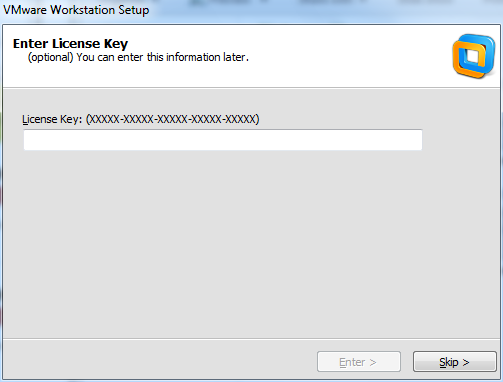 VMware Workstation Setup
Enter License Key
(optional) You can enter this information later.
License Key: (XXXXX-XXXXX-XXXXX-XXXXX-XXXXX)
Enter > Skip >